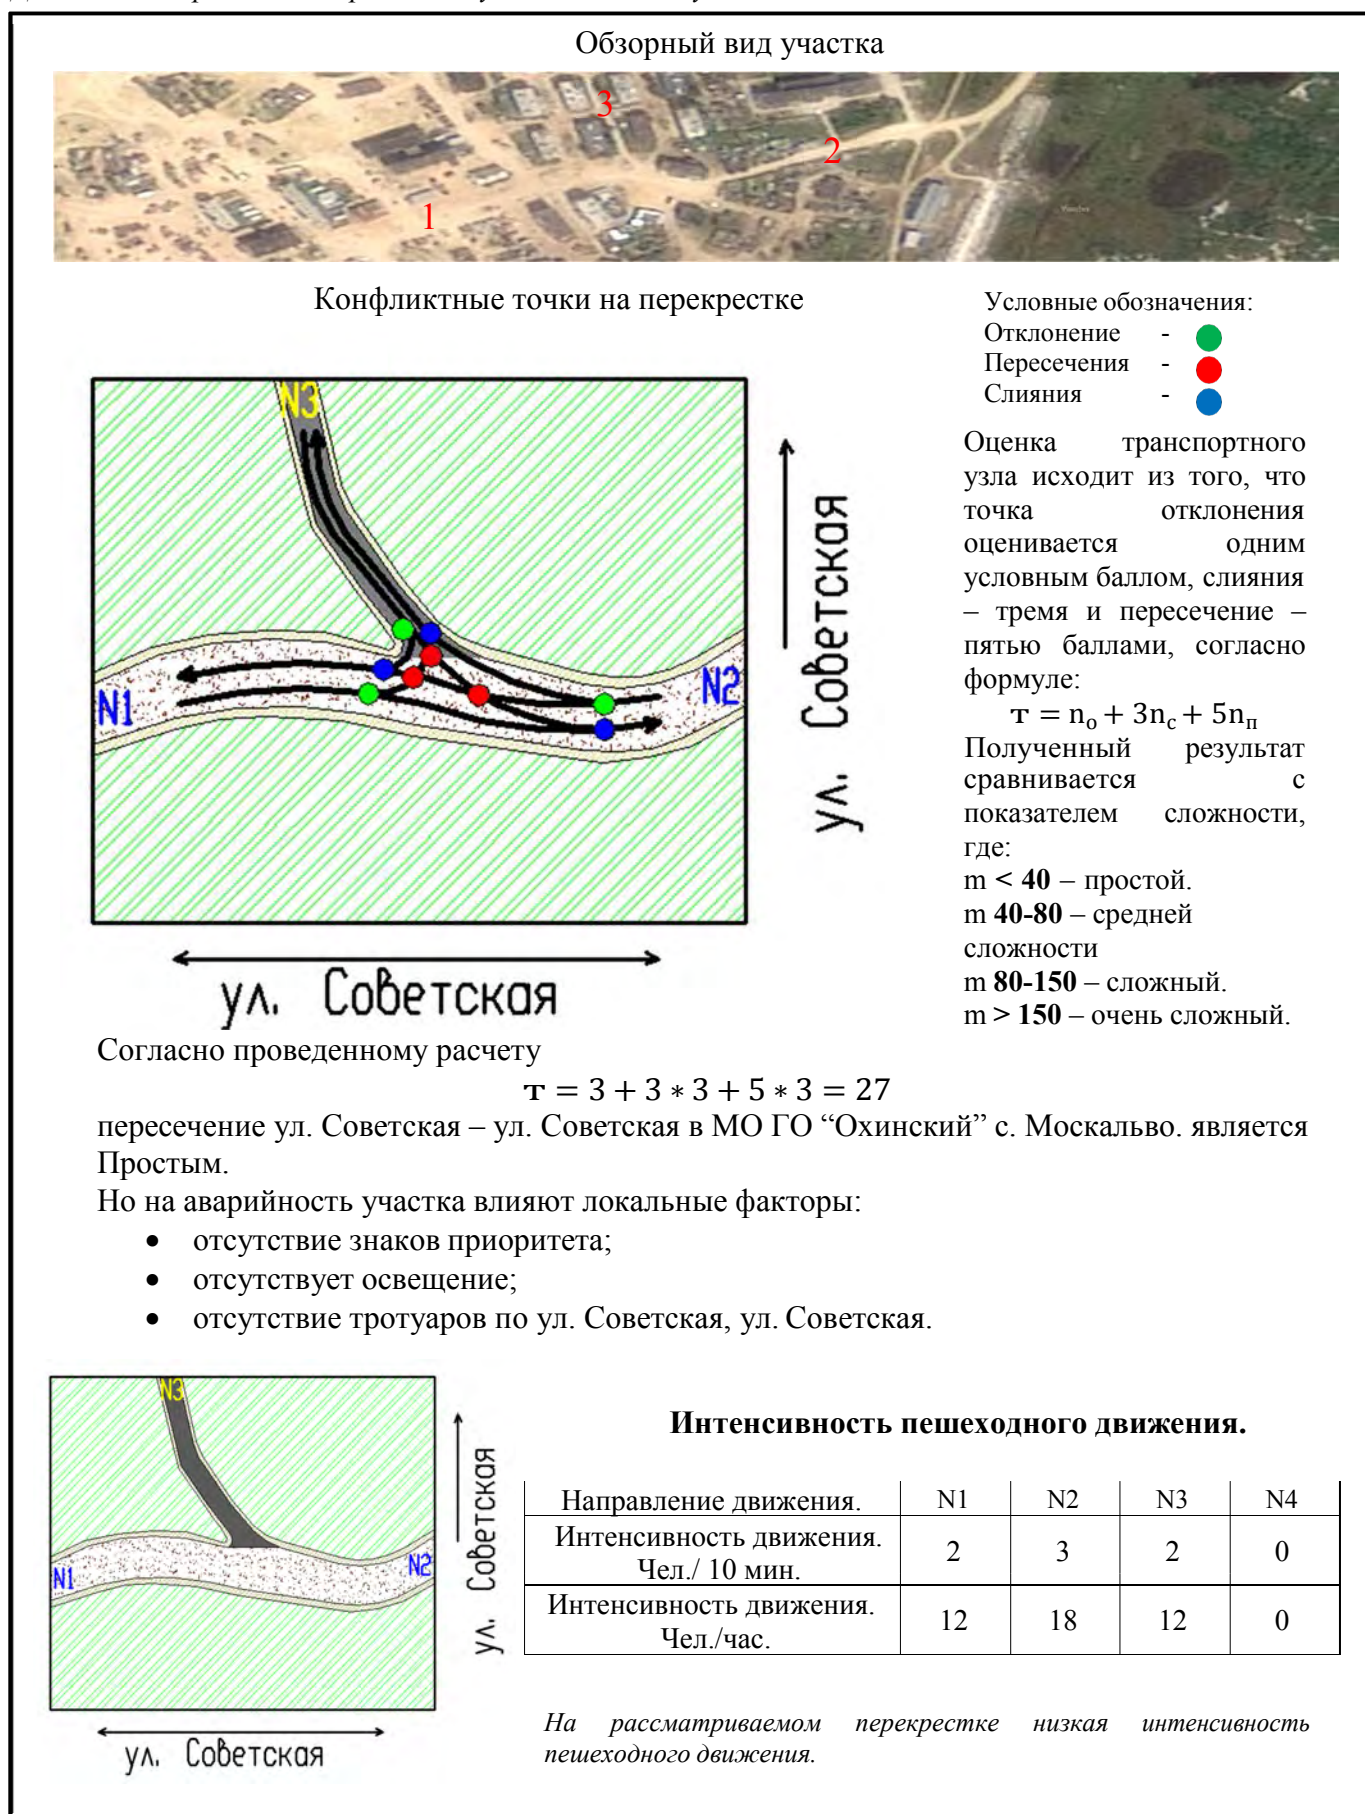 Обзорный вид участка
3
2
1
Конфликтные точки на перекрестке
Условные обозначения:
Отклонение -
Пересечения -
Слияния -
N3
N1
N2
ул. Советская
ул. Советская
Оценка транспортного
узла исходит из того, что
точка отклонения
оценивается одним
условным баллом, слияния
– тремя и пересечение –
пятью баллами, согласно
формуле:
т = nо + 3nс + 5nп
Полученный результат
сравнивается с
показателем сложности,
где:
m < 40 – простой.
m 40-80 – средней
сложности
m 80-150 – сложный.
m > 150 – очень сложный.
Согласно проведенному расчету
т = 3 + 3 * 3 + 5 * 3 = 27
пересечение ул. Советская – ул. Советская в МО ГО “Охинский” с. Москальво. является
Простым.
Но на аварийность участка влияют локальные факторы:
• отсутствие знаков приоритета;
• отсутствует освещение;
• отсутствие тротуаров по ул. Советская, ул. Советская.
N3
N1
N2
ул. Советская
ул. Советская
Интенсивность пешеходного движения.
Направление движения. N1 N2 N3 N4
Интенсивность движения.
Чел./ 10 мин. 2 3 2 0
Интенсивность движения.
Чел./час. 12 18 12 0
На рассматриваемом перекрестке низкая интенсивность
пешеходного движения.